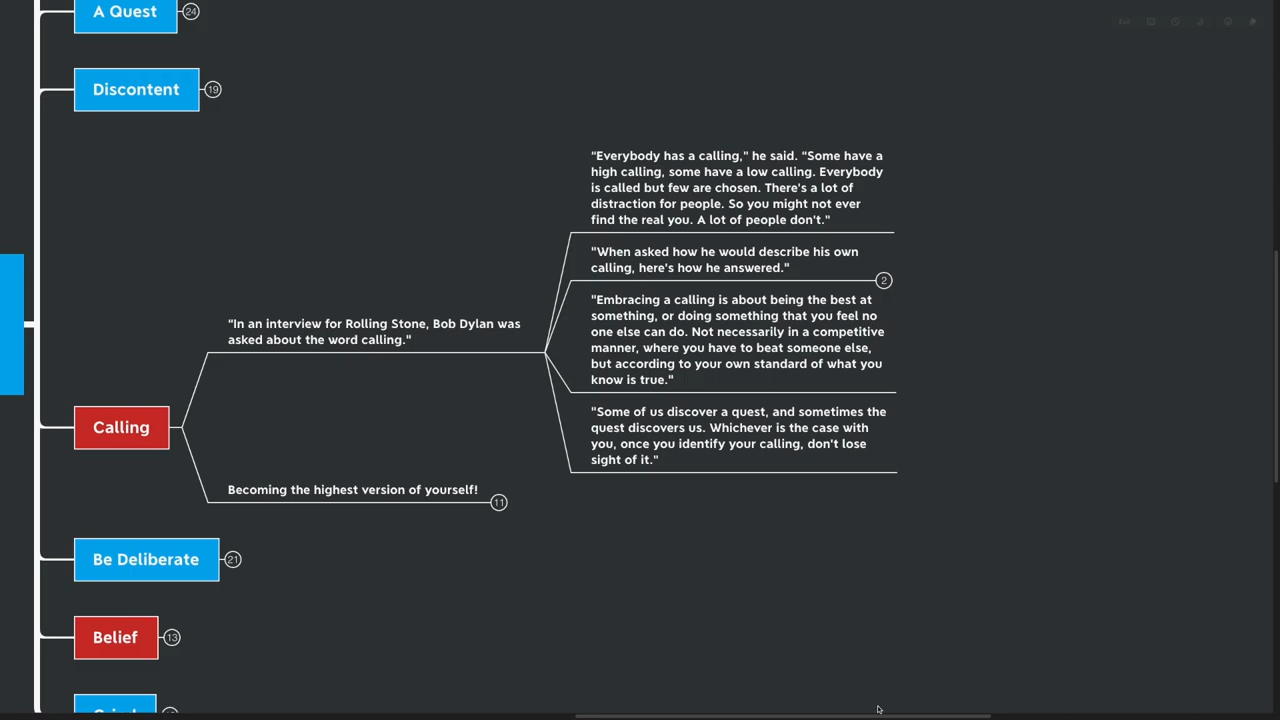 A Quest
24
Discontent
19
"Everybody has a calling," he said. "Some have a
high calling, some have a low calling. Everybody
is called but few are chosen. There's a lot of
distraction for people. So you might not ever
find the real you. A lot of people don't."
"When asked how he would describe his own
calling, here's how he answered."
2
"Embracing a calling is about being the best at
something, or doing something that you feel no
one else can do. Not necessarily in a competitive
manner, where you have to beat someone else,
but according to your own standard of what you
know is true."
"In an interview for Rolling Stone, Bob Dylan was
asked about the word calling."
"Some of us discover a quest, and sometimes the
quest discovers us. Whichever is the case with
you, once you identify your calling, don't lose
sight of it."
Calling
Becoming the highest version of yourself!
11
Be Deliberate
21
Belief
13